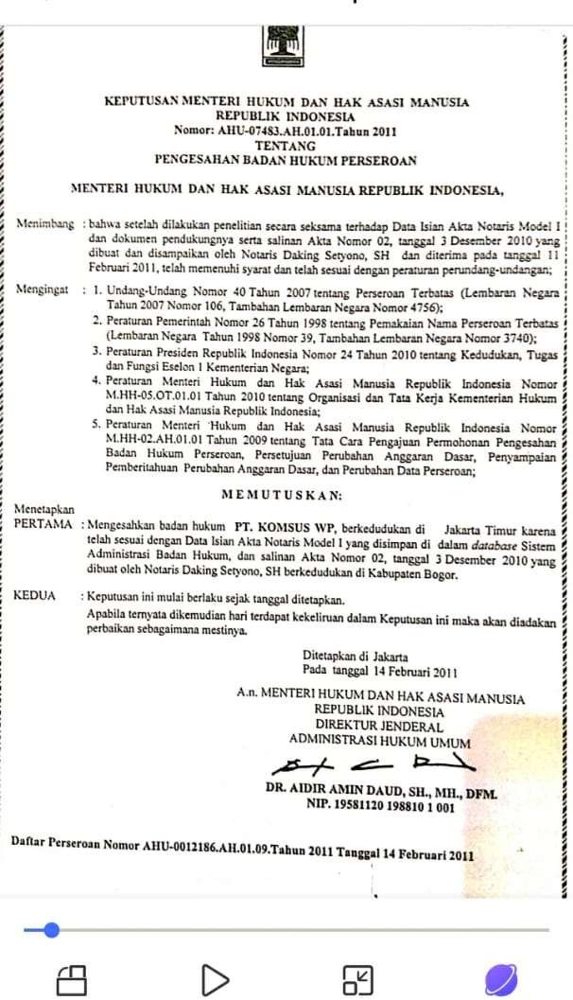 KEPUTUSAN MENTERI HUKUM DAN HAK ASASI MANUSIA
REPUBLIK INDONESIA
Nomor: AHU-07483.AH.01.01.Tahun 2011
TENTANG
PENGESAHAN BADAN HUKUM PERSEROAN
MENTERI HUKUM DAN HAK ASASI MANUSIA REPUBLIK INDONESIA,
Menimbang : bahwa setelah dilakukan penelitian secara seksama terhadap Data Isian Akta Notaris Model I
dan dokumen pendukungnya serta salinan Akta Nomor 02, tanggal 3 Desember 2010 yang
dibuat dan disampaikan oleh Notaris Daking Setyono, SH dan diterima pada tanggal 11
Februari 2011, telah memenuhi syarat dan telah sesuai dengan peraturan perundang-undangan;
Mengingat : 1. Undang-Undang Nomor 40 Tahun 2007 tentang Perseroan Terbatas (Lembaran Negara
Tahun 2007 Nomor 106, Tambahan Lembaran Negara Nomor 4756);
2. Peraturan Pemerintah Nomor 26 Tahun 1998 tentang Pemakaian Nama Perseroan Terbatas
(Lembaran Negara Tahun 1998 Nomor 39, Tambahan Lembaran Negara Nomor 3740);
3. Peraturan Presiden Republik Indonesia Nomor 24 Tahun 2010 tentang Kedudukan, Tugas
dan Fungsi Eselon 1 Kementerian Negara;
4. Peraturan Menteri Hukum dan Hak Asasi Manusia Republik Indonesia Nomor
M.HH-05.OT.01.01 Tahun 2010 tentang Organisasi dan Tata Kerja Kementerian Hukum
dan Hak Asasi Manusia Republik Indonesia;
5. Peraturan Menteri Hukum dan Hak Asasi Manusia Republik Indonesia Nomor
M.HH-02.AH.01.01 Tahun 2009 tentang Tata Cara Pengajuan Permohonan Pengesahan
Badan Hukum Perseroan, Persetujuan Perubahan Anggaran Dasar, Penyampaian
Pemberitahuan Perubahan Anggaran Dasar, dan Perubahan Data Perseroan;
MEMUTUSKAN:
Menetapkan
PERTAMA : Mengesahkan badan hukum PT. KOMSUS WP, berkedudukan di Jakarta Timur karena
telah sesuai dengan Data Isian Akta Notaris Model I yang disimpan di dalam database Sistem
Administrasi Badan Hukum, dan salinan Akta Nomor 02, tanggal 3 Desember 2010 yang
dibuat oleh Notaris Daking Setyono, SH berkedudukan di Kabupaten Bogor.
KEDUA : Keputusan ini mulai berlaku sejak tanggal ditetapkan.
Apabila ternyata dikemudian hari terdapat kekeliruan dalam Keputusan ini maka akan diadakan
perbaikan sebagaimana mestinya.
Ditetapkan di Jakarta
Pada tanggal 14 Februari 2011
A.n. MENTERI HUKUM DAN HAK ASASI MANUSIA
REPUBLIK INDONESIA
DIREKTUR JENDERAL
ADMINISTRASI HUKUM UMUM
DR. AIDIR AMIN DAUD, SH., MH., DFM.
NIP. 19581120 198810 1 001
Daftar Perseroan Nomor AHU-0012186.AH.01.09.Tahun 2011 Tanggal 14 Februari 2011